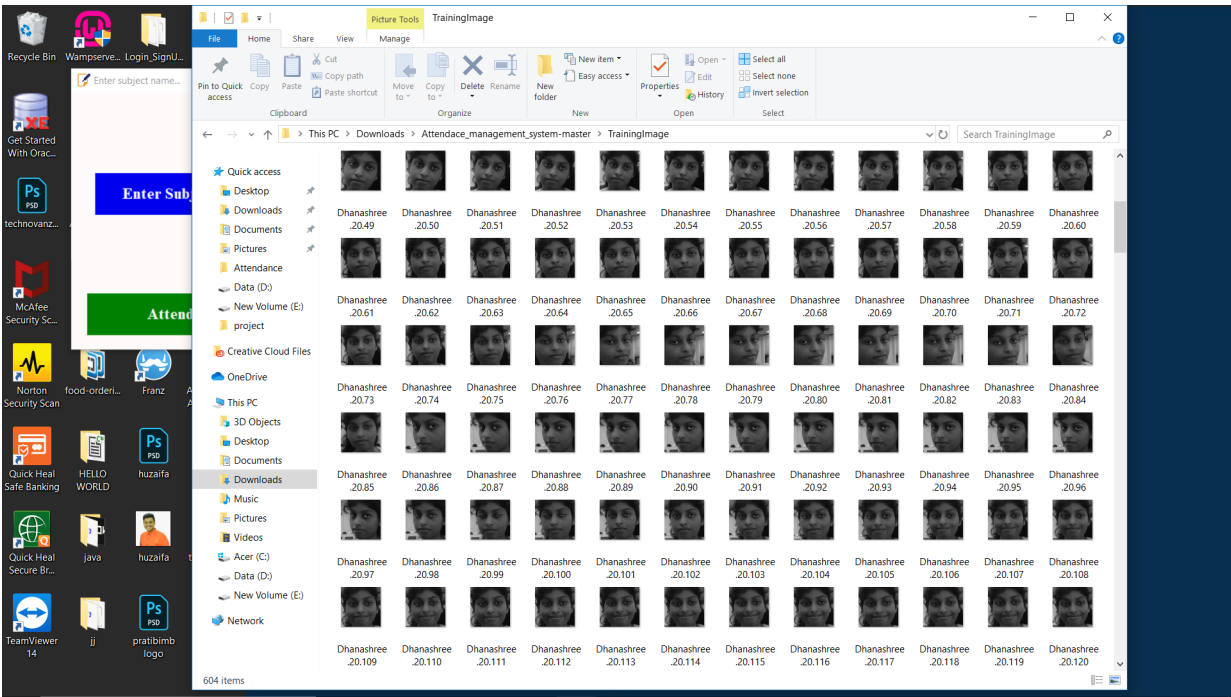 Picture Tools
TrainingImage
File
Home
Share
View
Manage
Pin to Quick
access
Copy
Paste
Cut
Copy path
Paste shortcut
Clipboard
Move
to
Copy
to
Delete
Rename
Organize
New
folder
New item
Easy access
New
Properties
Open
Edit
History
Open
Select all
Select none
Invert selection
Select
This PC > Downloads > Attendace_management_system-master > TrainingImage
Search TrainingImage
Quick access
Desktop
Downloads
Documents
Pictures
Attendance
Data (D:)
New Volume (E:)
project
Creative Cloud Files
OneDrive
This PC
3D Objects
Desktop
Documents
Downloads
Music
Pictures
Videos
Acer (C:)
Data (D:)
New Volume (E:)
Network
Dhanashree Dhanashree Dhanashree Dhanashree Dhanashree Dhanashree Dhanashree Dhanashree Dhanashree Dhanashree Dhanashree Dhanashree
.20.49 .20.50 .20.51 .20.52 .20.53 .20.54 .20.55 .20.56 .20.57 .20.58 .20.59 .20.60
Dhanashree Dhanashree Dhanashree Dhanashree Dhanashree Dhanashree Dhanashree Dhanashree Dhanashree Dhanashree Dhanashree Dhanashree
.20.61 .20.62 .20.63 .20.64 .20.65 .20.66 .20.67 .20.68 .20.69 .20.70 .20.71 .20.72
Dhanashree Dhanashree Dhanashree Dhanashree Dhanashree Dhanashree Dhanashree Dhanashree Dhanashree Dhanashree Dhanashree Dhanashree
.20.73 .20.74 .20.75 .20.76 .20.77 .20.78 .20.79 .20.80 .20.81 .20.82 .20.83 .20.84
Dhanashree Dhanashree Dhanashree Dhanashree Dhanashree Dhanashree Dhanashree Dhanashree Dhanashree Dhanashree Dhanashree Dhanashree
.20.85 .20.86 .20.87 .20.88 .20.89 .20.90 .20.91 .20.92 .20.93 .20.94 .20.95 .20.96
Dhanashree Dhanashree Dhanashree Dhanashree Dhanashree Dhanashree Dhanashree Dhanashree Dhanashree Dhanashree Dhanashree Dhanashree
.20.97 .20.98 .20.99 .20.100 .20.101 .20.102 .20.103 .20.104 .20.105 .20.106 .20.107 .20.108
Dhanashree Dhanashree Dhanashree Dhanashree Dhanashree Dhanashree Dhanashree Dhanashree Dhanashree Dhanashree Dhanashree Dhanashree
.20.109 .20.110 .20.111 .20.112 .20.113 .20.114 .20.115 .20.116 .20.117 .20.118 .20.119 .20.120
604 items
Recycle Bin
Wampserve...
Login_SignU...
Enter subject name...
Enter Subj
Attend
XE
Get Started
With Orac...
Ps
PSD
technovanz...
McAfee
Security Sc...
Norton
Security Scan
food-orderi...
Franz
Quick Heal
Safe Banking
HELLO
WORLD
Ps
PSD
huzaifa
Quick Heal
Secure Br...
java
huzaifa
TeamViewer
14
jj
Ps
PSD
pratibimb
logo